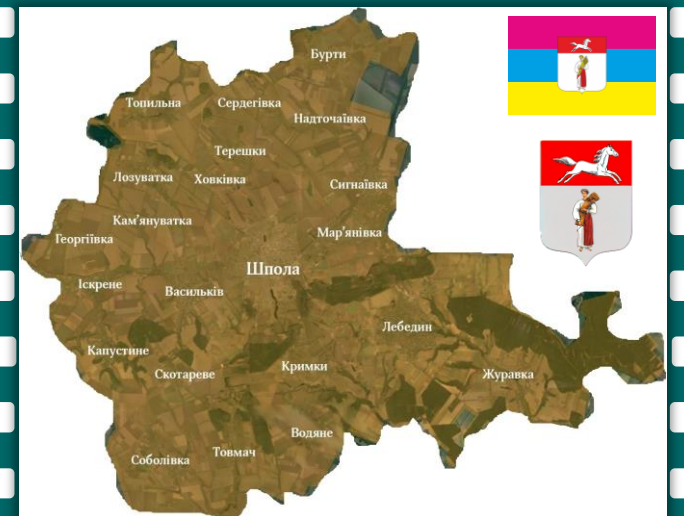 Бурти
Топильна
Сердегівка
Надточаївка
Терешки
Лозуватка
Ховківка
Сигнаївка
Кам'януватка
Георгіївка
Мар'янівка
Шпола
Іскрене
Васильків
Лебедин
Капустине
Скотареве
Кримки
Журавка
Водяне
Товмач
Соболівка